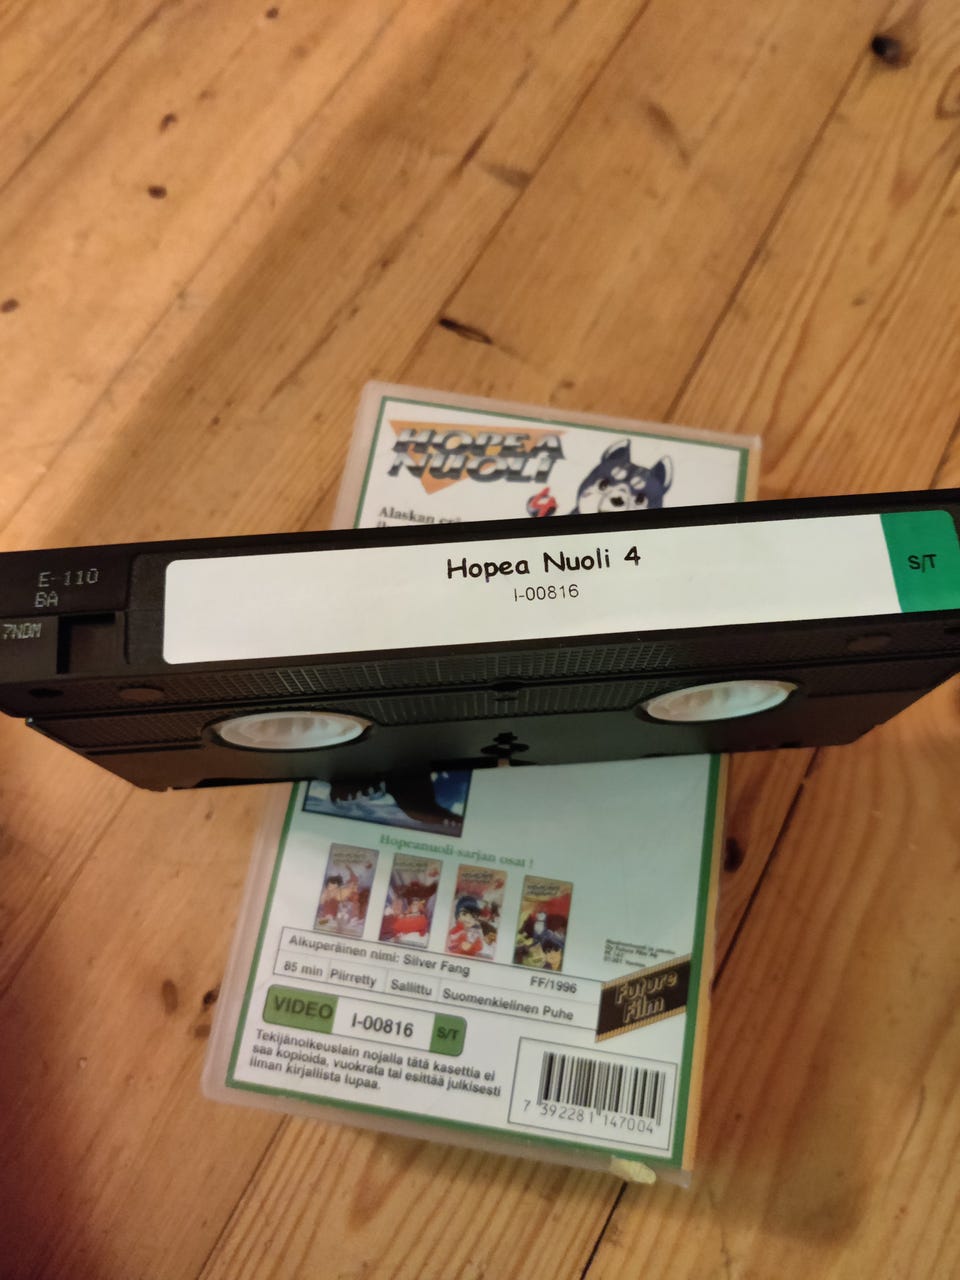 HOPEA
NUOLI
4
Alaskan
E-110
BA
7NDM
Hopea Nuoli 4
I-00816
S/T
Hopeanuoli-sarjan osat !
Alkuperäinen nimi: Silver Fang
FF/1996
85 min Piirretty Sallittu Suomenkielinen Puhe
Future
Film
VIDEO I-00816 S/T
Tekijänoikeuslain nojalla tätä kasettia ei
saa kopioida, vuokrata tai esittää julkisesti
ilman kirjallista lupaa.
7 392281 147004